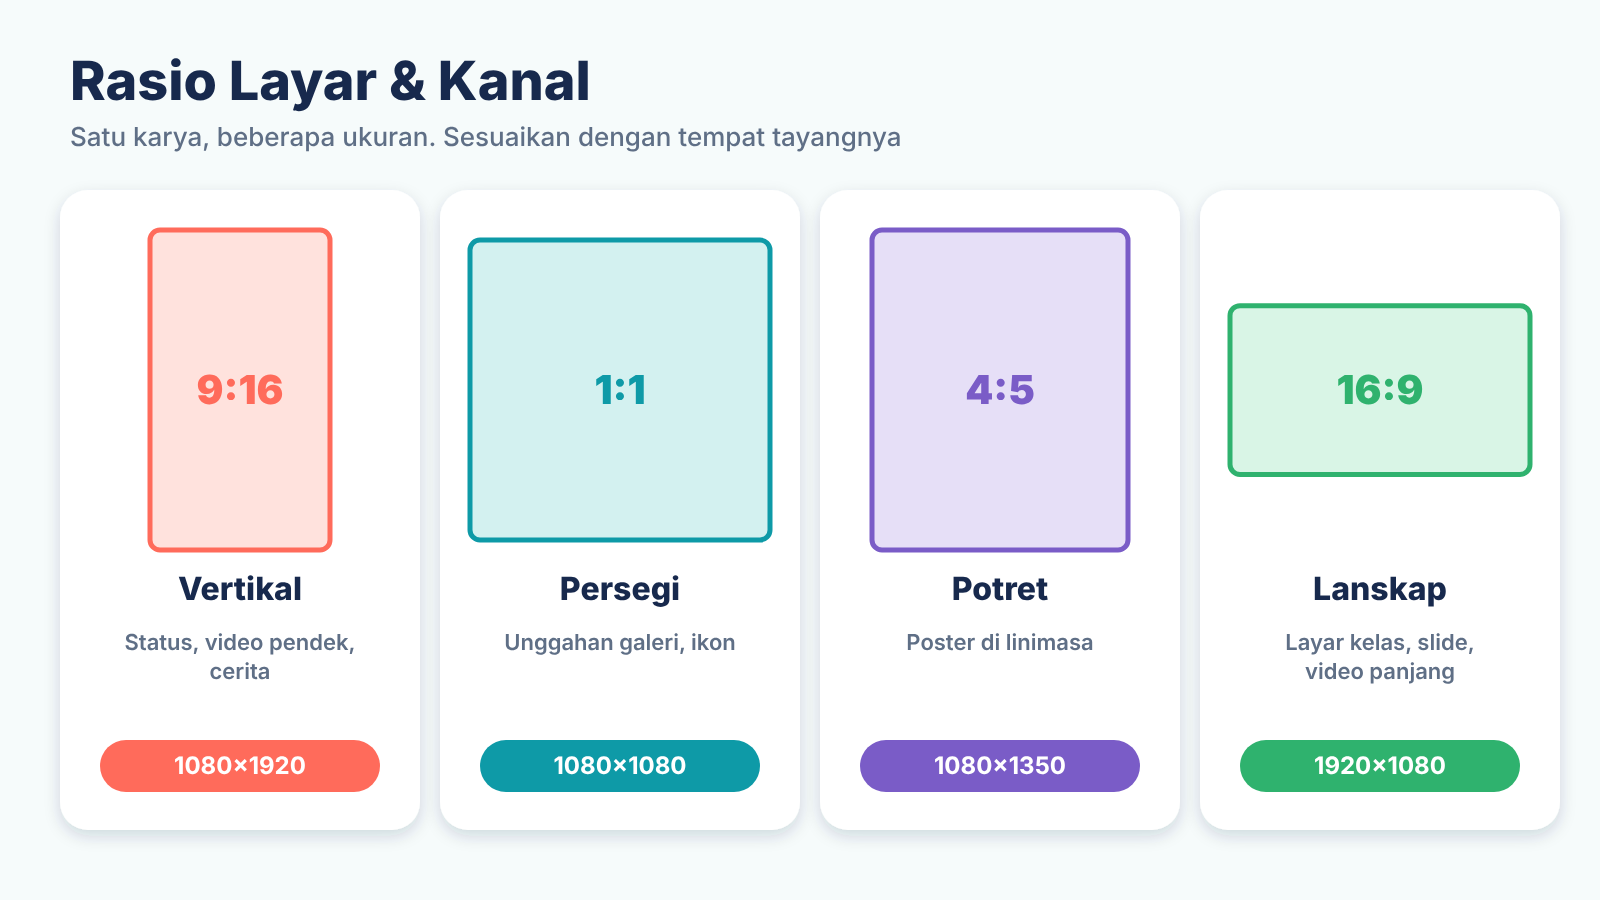 Rasio Layar & Kanal
Satu karya, beberapa ukuran. Sesuaikan dengan tempat tayangnya
9:16
Vertikal
Status, video pendek,
cerita
1080×1920
1:1
Persegi
Unggahan galeri, ikon
1080×1080
4:5
Potret
Poster di linimasa
1080×1350
16:9
Lanskap
Layar kelas, slide,
video panjang
1920×1080